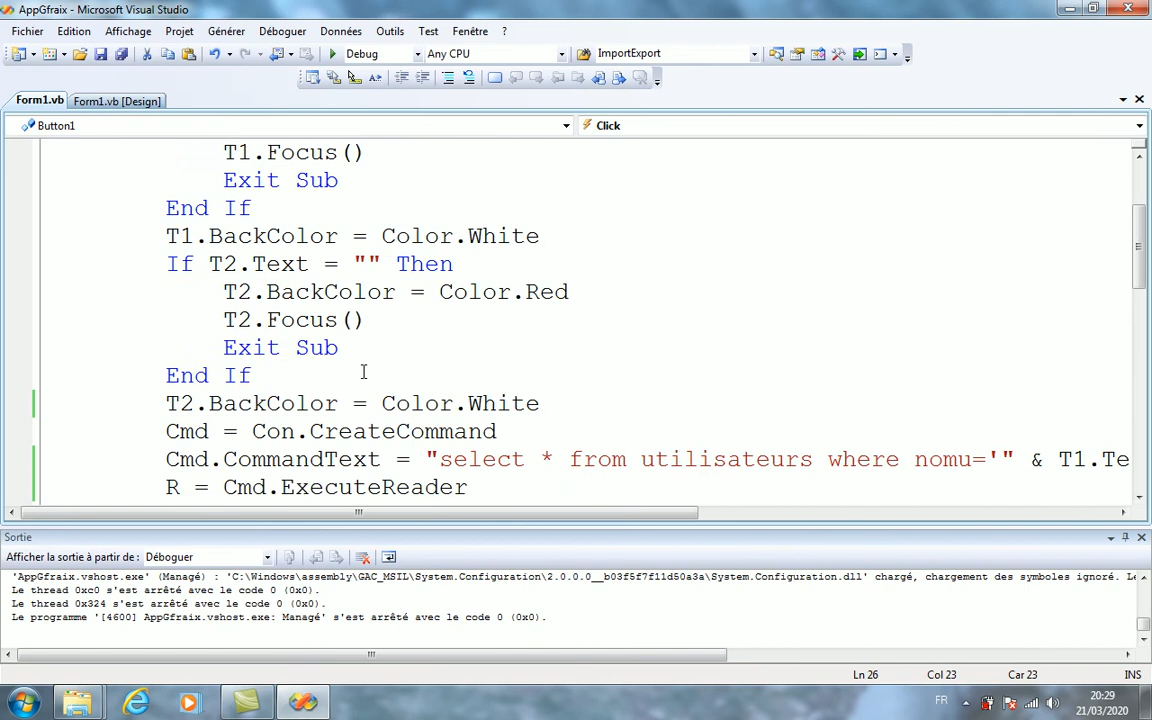 AppGfraix - Microsoft Visual Studio
Fichier Edition Affichage Projet Générer Déboguer Données Outils Test Fenêtre ?
Debug Any CPU ImportExport
Form1.vb Form1.vb [Design]
Button1 Click
T1.Focus()
Exit Sub
End If
T1.BackColor = Color.White
If T2.Text = "" Then
T2.BackColor = Color.Red
T2.Focus()
Exit Sub
End If
T2.BackColor = Color.White
Cmd = Con.CreateCommand
Cmd.CommandText = "select * from utilisateurs where nomu='" & T1.Te
R = Cmd.ExecuteReader
Sortie
Afficher la sortie à partir de : Déboguer
'AppGfraix.vshost.exe' (Managé) : 'C:\Windows\assembly\GAC_MSIL\System.Configuration\2.0.0.0__b03f5f7f11d50a3a\System.Configuration.dll' chargé, chargement des symboles ignoré. Le
Le thread 0xc0 s'est arrêté avec le code 0 (0x0).
Le thread 0x324 s'est arrêté avec le code 0 (0x0).
Le programme '[4600] AppGfraix.vshost.exe: Managé' s'est arrêté avec le code 0 (0x0).
Ln 26 Col 23 Car 23 INS
FR 20:29
21/03/2020